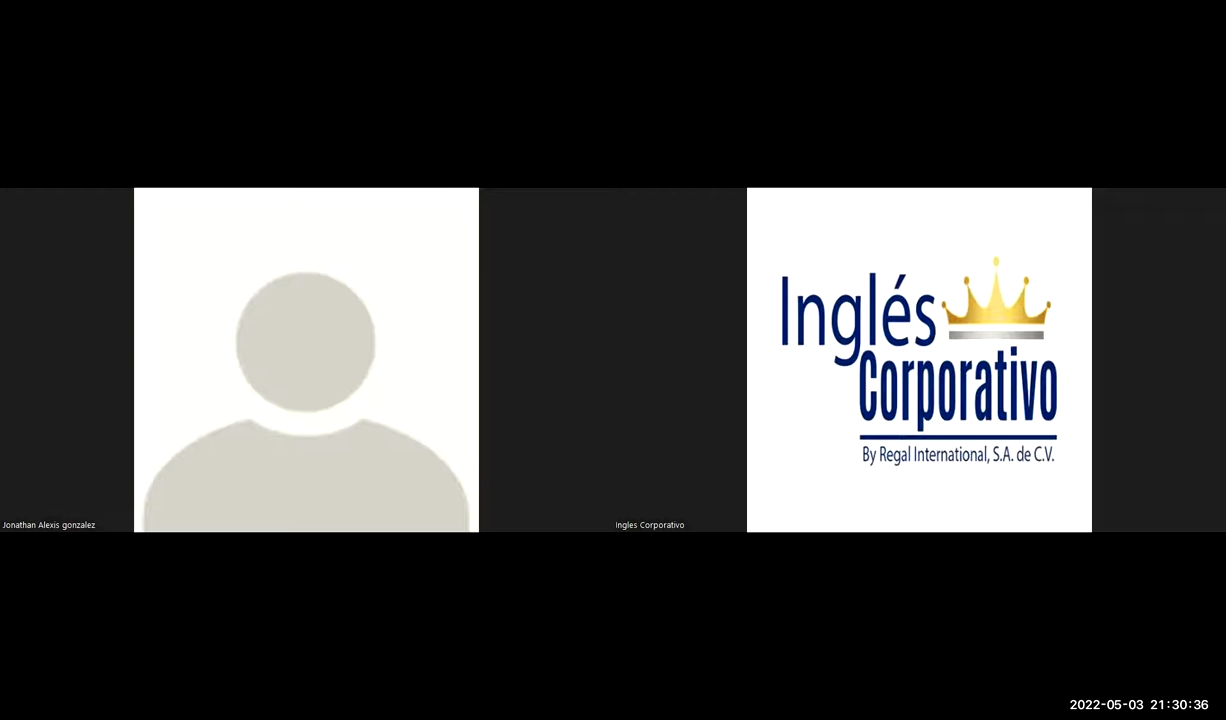 Inglés
Corporativo
By Regal International, S.A. de C.V.
Jonathan Alexis gonzalez
Ingles Corporativo
2022-05-03 21:30:36